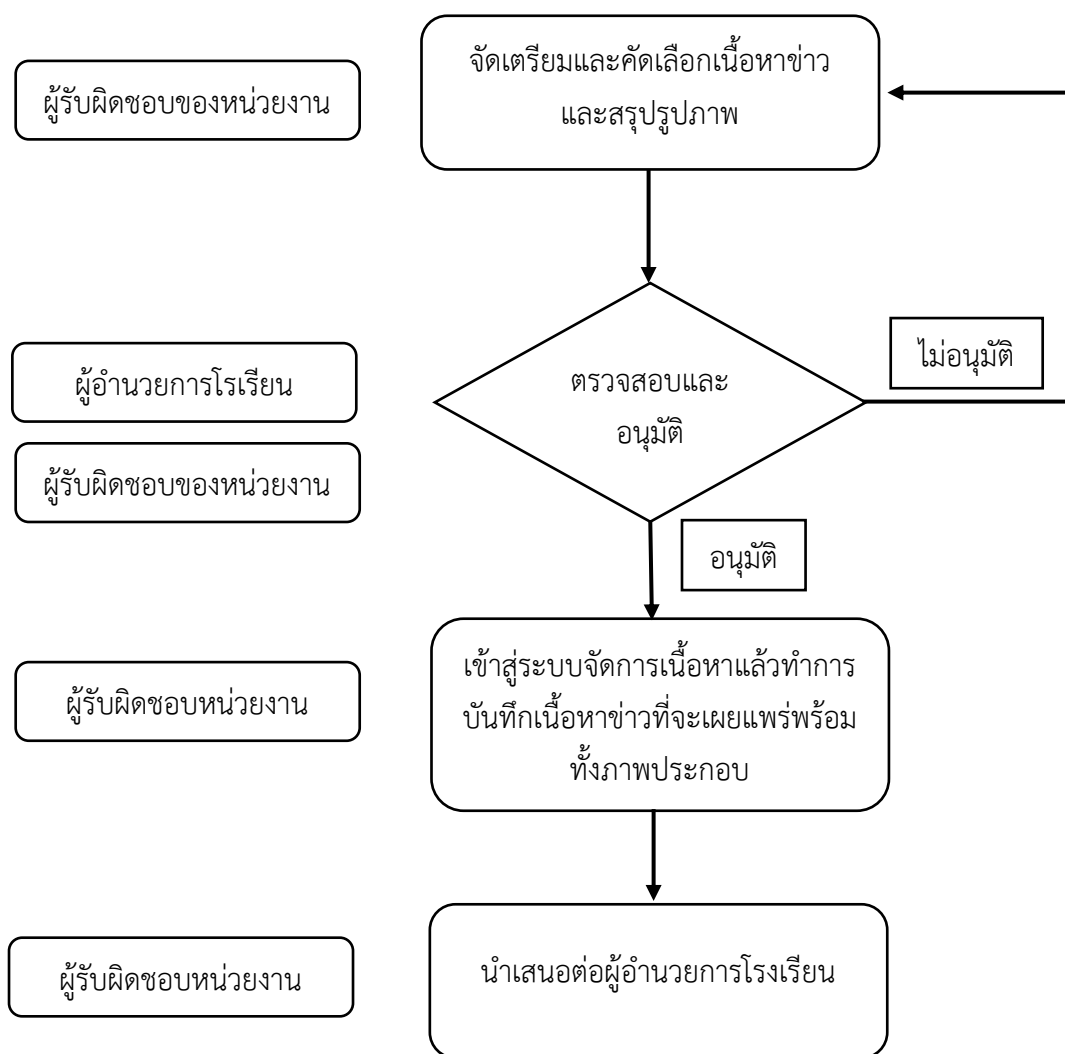 จัดเตรียมและคัดเลือกเนื้อหาข่าว
และสรุปรูปภาพ
ผู้รับผิดชอบของหน่วยงาน
ผู้อำนวยการโรเรียน
ตรวจสอบและ
อนุมัติ
ไม่อนุมัติ
ผู้รับผิดชอบของหน่วยงาน
อนุมัติ
ผู้รับผิดชอบหน่วยงาน
เข้าสู่ระบบจัดการเนื้อหาแล้วทำการ
บันทึกเนื้อหาข่าวที่จะเผยแพร่พร้อม
ทั้งภาพประกอบ
ผู้รับผิดชอบหน่วยงาน
นำเสนอต่อผู้อำนวยการโรงเรียน